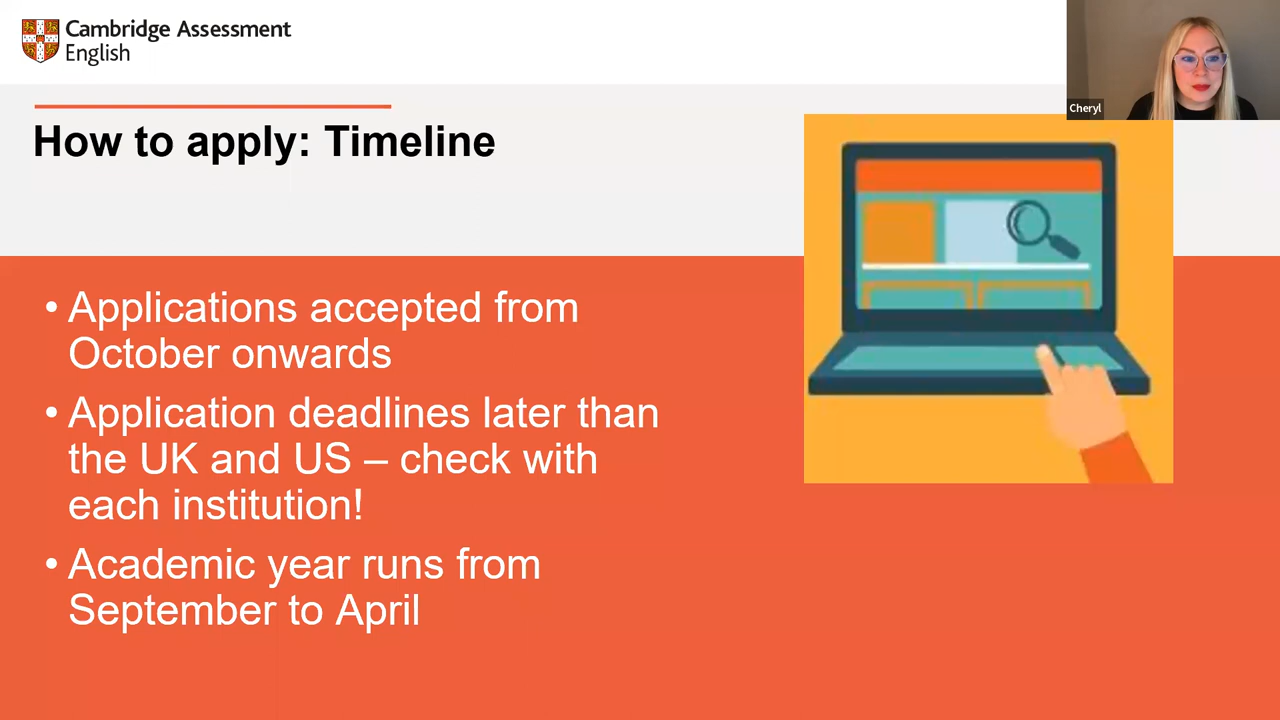 Cambridge Assessment
English
Cheryl
How to apply: Timeline
• Applications accepted from
October onwards
• Application deadlines later than
the UK and US – check with
each institution!
• Academic year runs from
September to April